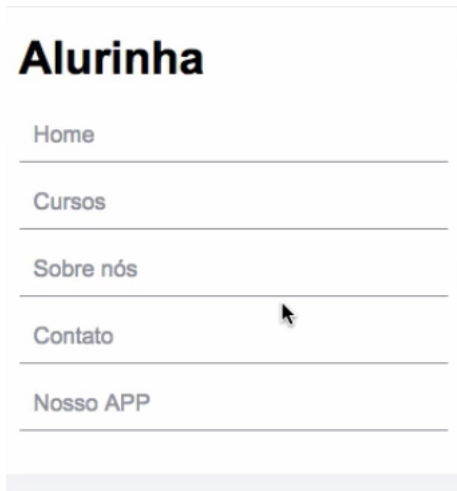 Alurinha
Home
Cursos
Sobre nós
Contato
Nosso APP